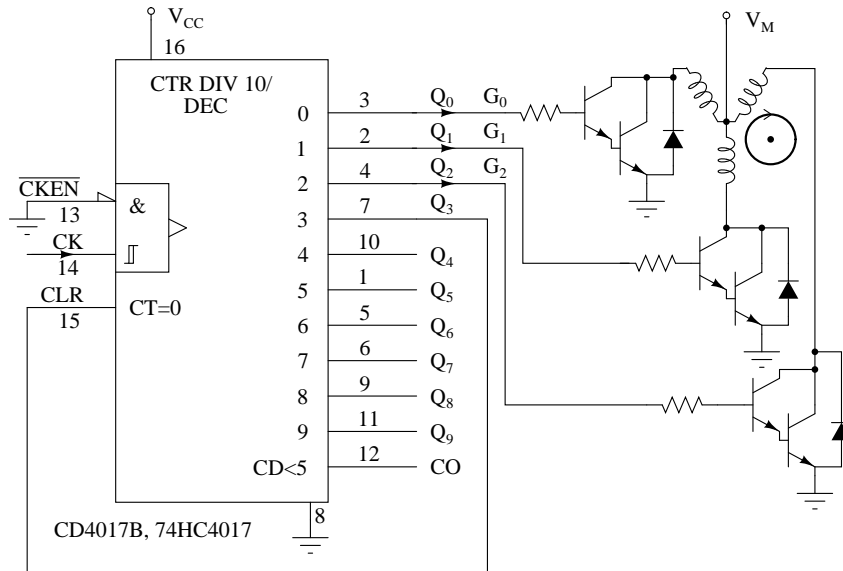 V_CC
V_M
16
CTR DIV 10/
DEC
0 3 Q_0 G_0
1 2 Q_1 G_1
2 4 Q_2 G_2
3 7 Q_3
4 10 Q_4
5 1 Q_5
6 5 Q_6
7 6 Q_7
8 9 Q_8
9 11 Q_9
CD<5 12 CO
CKEN
13
&
CK
14
CLR
15
CT=0
8
CD4017B, 74HC4017